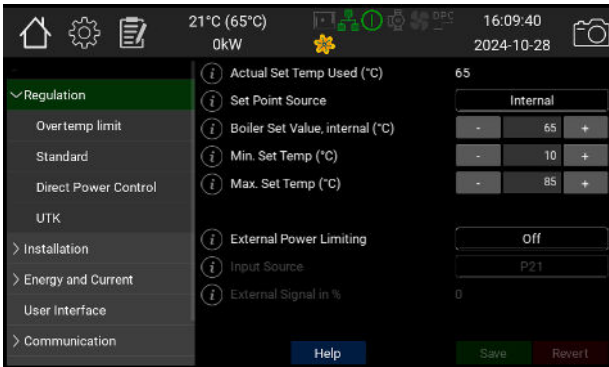 21°C (65°C)
0kW
DPC
16:09:40
2024-10-28
Regulation
Overtemp limit
Standard
Direct Power Control
UTK
Installation
Energy and Current
User Interface
Communication
Actual Set Temp Used (°C) 65
Set Point Source Internal
Boiler Set Value, internal (°C) - 65 +
Min. Set Temp (°C) - 10 +
Max. Set Temp (°C) - 85 +
External Power Limiting Off
Input Source P21
External Signal in % 0
Help Save Revert